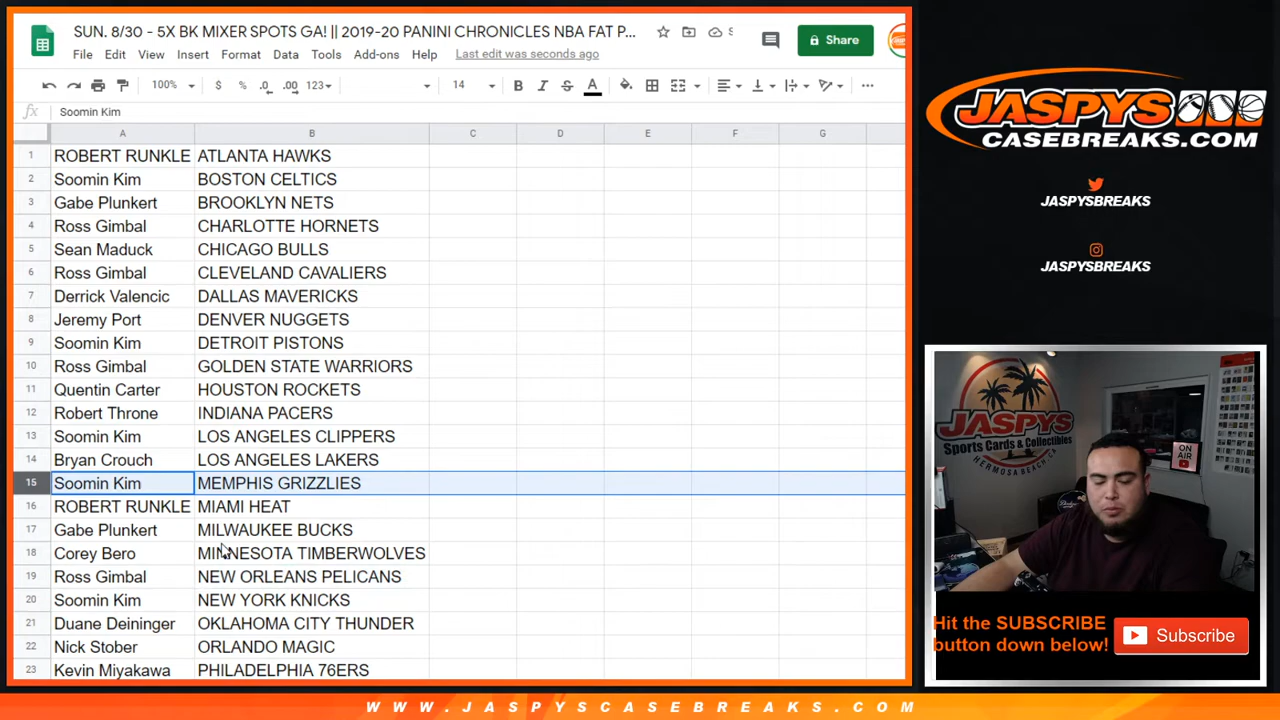 SUN. 8/30 - 5X BK MIXER SPOTS GA! || 2019-20 PANINI CHRONICLES NBA FAT P...
Share
File Edit View Insert Format Data Tools Add-ons Help Last edit was seconds ago
100% $ % .0 .00 123 14 B I S A
fx Soomin Kim
A B C D E F G
1 ROBERT RUNKLE ATLANTA HAWKS
2 Soomin Kim BOSTON CELTICS
3 Gabe Plunkert BROOKLYN NETS
4 Ross Gimbal CHARLOTTE HORNETS
5 Sean Maduck CHICAGO BULLS
6 Ross Gimbal CLEVELAND CAVALIERS
7 Derrick Valencic DALLAS MAVERICKS
8 Jeremy Port DENVER NUGGETS
9 Soomin Kim DETROIT PISTONS
10 Ross Gimbal GOLDEN STATE WARRIORS
11 Quentin Carter HOUSTON ROCKETS
12 Robert Throne INDIANA PACERS
13 Soomin Kim LOS ANGELES CLIPPERS
14 Bryan Crouch LOS ANGELES LAKERS
15 Soomin Kim MEMPHIS GRIZZLIES
16 ROBERT RUNKLE MIAMI HEAT
17 Gabe Plunkert MILWAUKEE BUCKS
18 Corey Bero MINNESOTA TIMBERWOLVES
19 Ross Gimbal NEW ORLEANS PELICANS
20 Soomin Kim NEW YORK KNICKS
21 Duane Deininger OKLAHOMA CITY THUNDER
22 Nick Stober ORLANDO MAGIC
23 Kevin Miyakawa PHILADELPHIA 76ERS
JASPYS
CASEBREAKS.COM
JASPYSBREAKS
JASPYSBREAKS
JASPYS
Sports Cards & Collectibles
HERMOSA BEACH CA
ON AIR
Hit the SUBSCRIBE
button down below!
Subscribe
WWW.JASPYSCASEBREAKS.COM